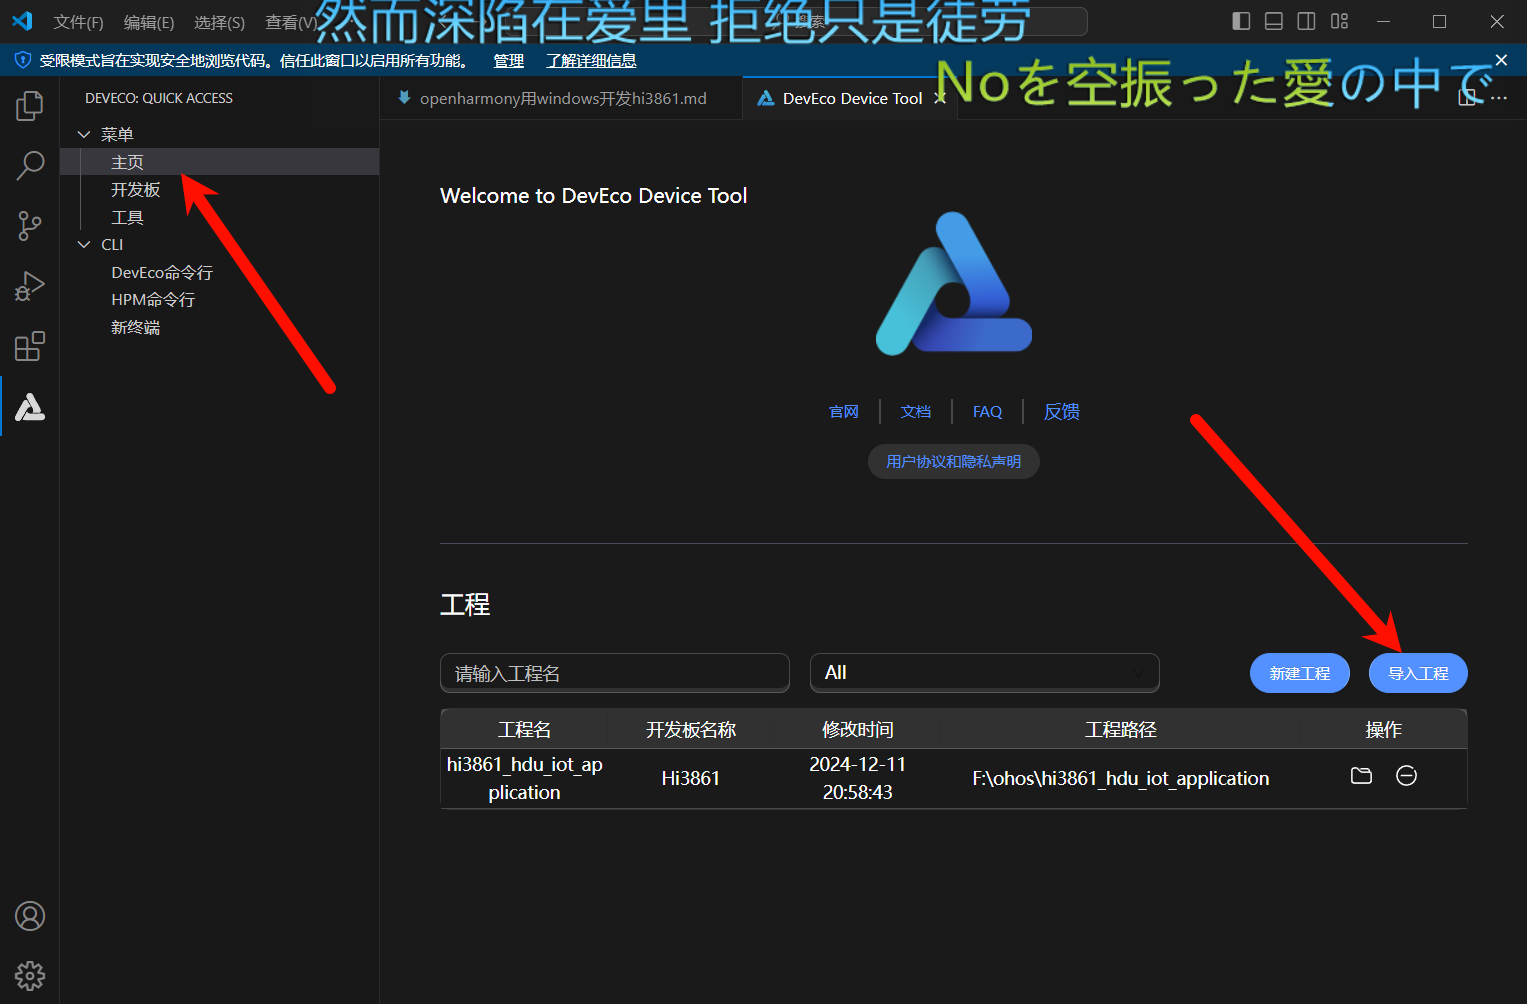 文件(F) 编辑(E) 选择(S) 查看(V)
然而深陷在爱里 拒绝只是徒劳
受限模式旨在实现安全地浏览代码。信任此窗口以启用所有功能。 管理 了解详细信息
Noを空振った愛の中で
DEVECO: QUICK ACCESS
openharmony用windows开发hi3861.md
DevEco Device Tool
菜单
主页
开发板
工具
CLI
DevEco命令行
HPM命令行
新终端
Welcome to DevEco Device Tool
官网
文档
FAQ
反馈
用户协议和隐私声明
工程
请输入工程名
All
新建工程
导入工程
工程名 开发板名称 修改时间 工程路径 操作
hi3861_hdu_iot_ap
plication
Hi3861
2024-12-11
20:58:43
F:\ohos\hi3861_hdu_iot_application